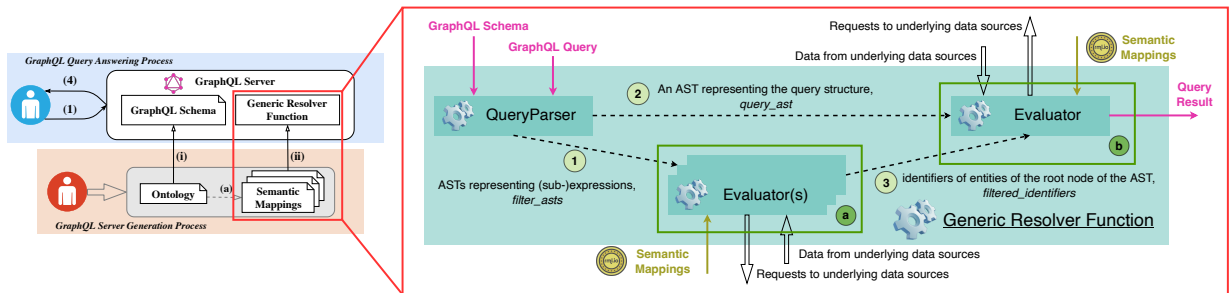 GraphQL Query Answering Process
(4)
(1)
GraphQL Server
GraphQL Schema
Generic Resolver
Function
(i)
(ii)
Ontology
(a)
Semantic
Mappings
GraphQL Server Generation Process
GraphQL Schema
GraphQL Query
Requests to underlying data sources
Data from underlying data sources
Semantic
Mappings
QueryParser
2
An AST representing the query structure,
query_ast
Evaluator
b
Query
Result
1
ASTs representing (sub-)expressions,
filter_asts
Evaluator(s)
a
3
identifiers of entities of the root node of the AST,
filtered_identifiers
Generic Resolver Function
Semantic
Mappings
Data from underlying data sources
Requests to underlying data sources